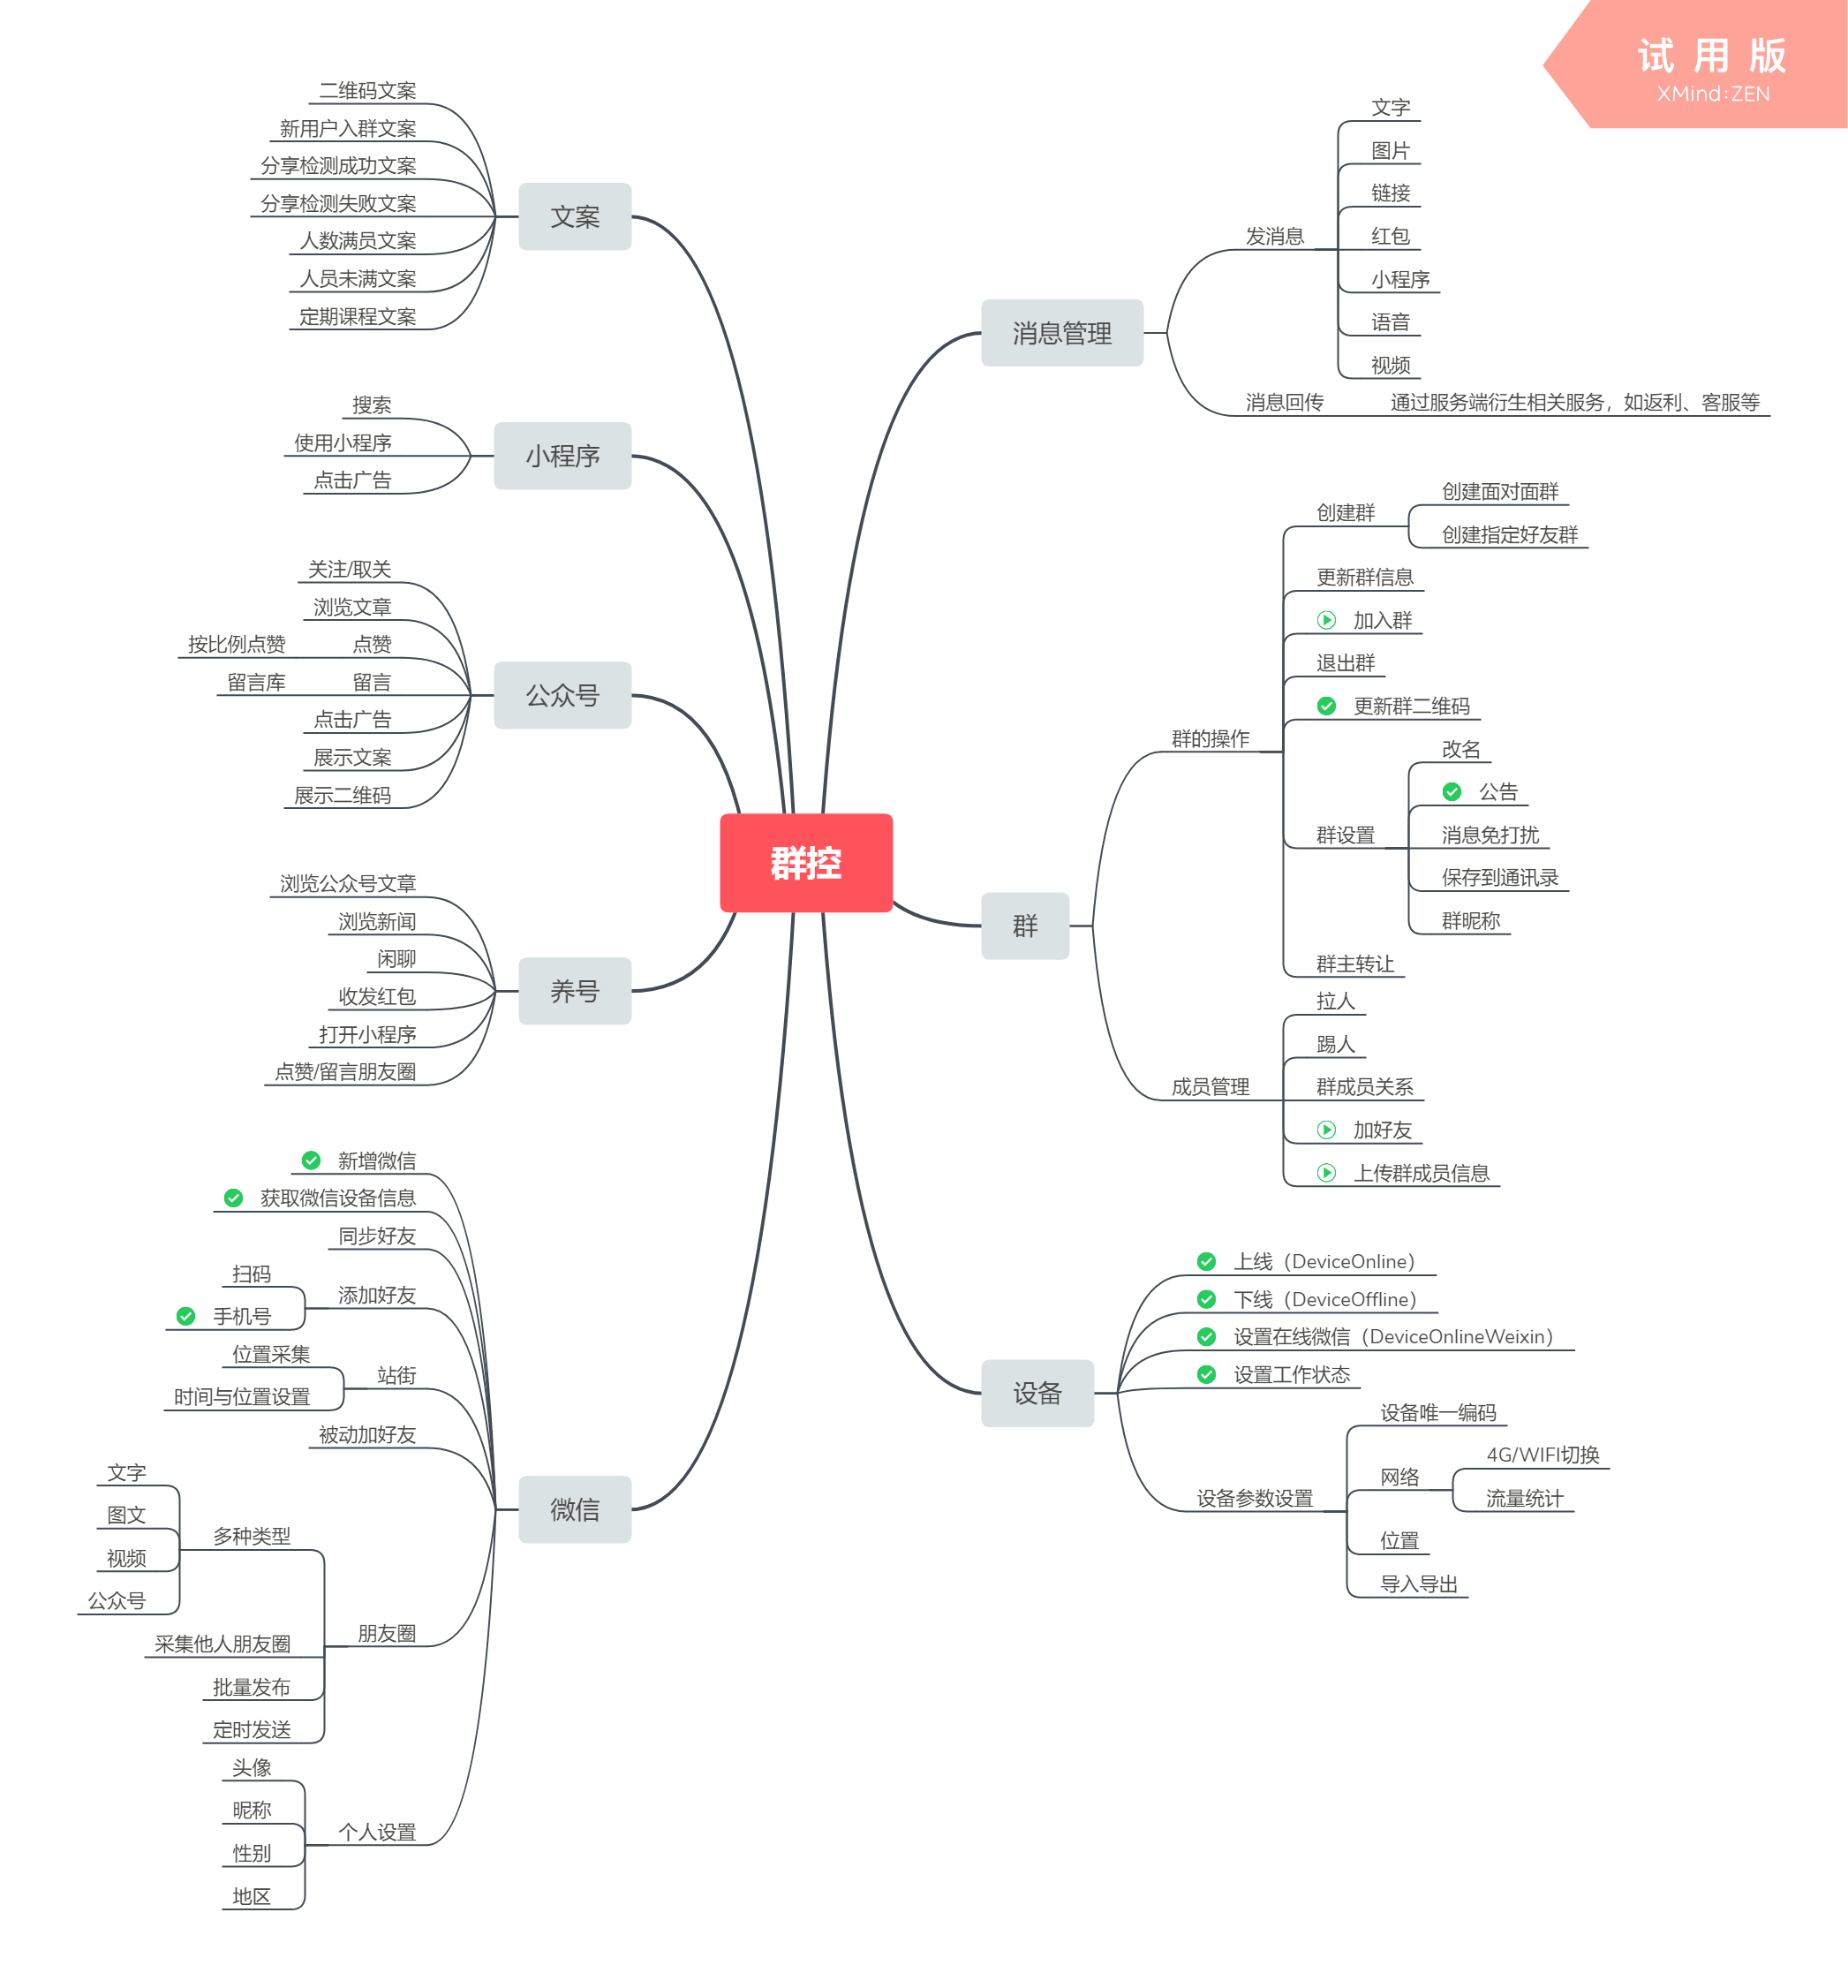 试 用 版
XMind:ZEN
群控
消息管理
发消息
文字
图片
链接
红包
小程序
语音
视频
消息回传
通过服务端衍生相关服务，如返利、客服等
群
群的操作
创建群
创建面对面群
创建指定好友群
更新群信息
加入群
退出群
更新群二维码
群设置
改名
公告
消息免打扰
保存到通讯录
群昵称
群主转让
成员管理
拉人
踢人
群成员关系
加好友
上传群成员信息
设备
上线（DeviceOnline）
下线（DeviceOffline）
设置在线微信（DeviceOnlineWeixin）
设置工作状态
设备参数设置
设备唯一编码
网络
4G/WIFI切换
流量统计
位置
导入导出
文案
二维码文案
新用户入群文案
分享检测成功文案
分享检测失败文案
人数满员文案
人员未满文案
定期课程文案
小程序
搜索
使用小程序
点击广告
公众号
关注/取关
浏览文章
点赞
按比例点赞
留言
留言库
点击广告
展示文案
展示二维码
养号
浏览公众号文章
浏览新闻
闲聊
收发红包
打开小程序
点赞/留言朋友圈
微信
新增微信
获取微信设备信息
同步好友
添加好友
扫码
手机号
站街
位置采集
时间与位置设置
被动加好友
朋友圈
多种类型
文字
图文
视频
公众号
采集他人朋友圈
批量发布
定时发送
个人设置
头像
昵称
性别
地区